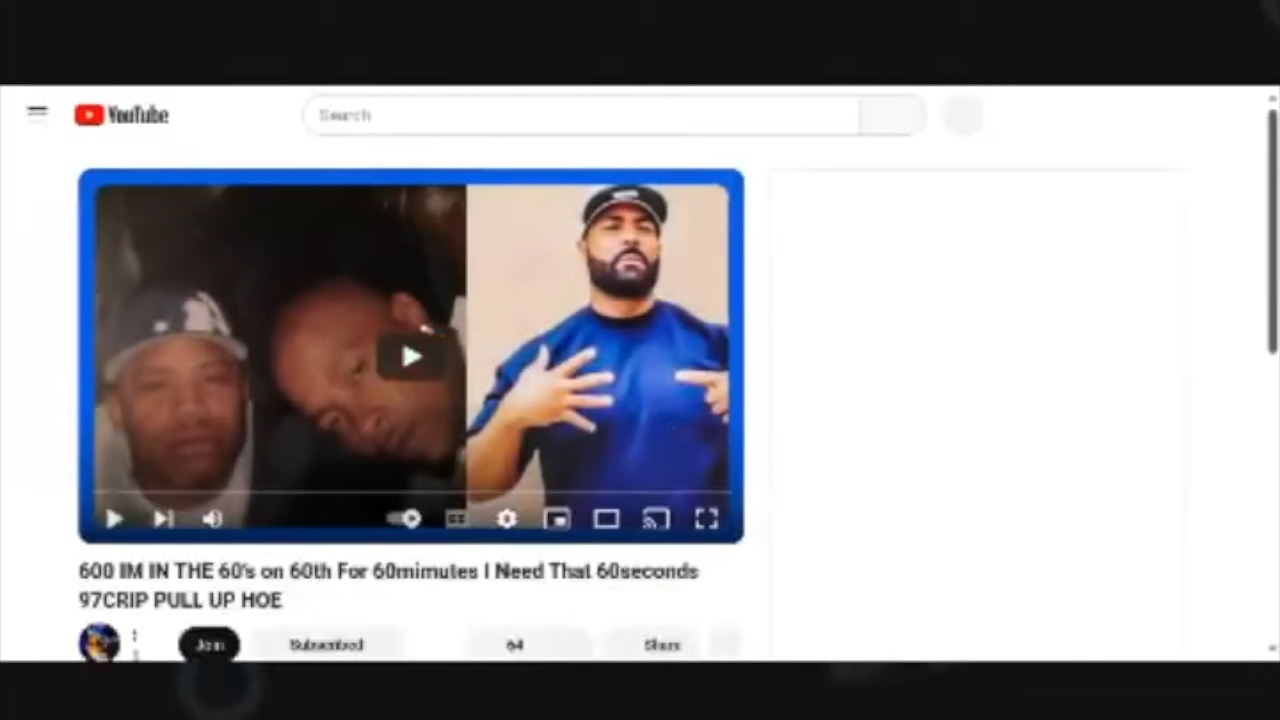 YouTube
Search
600 IM IN THE 60's on 60th For 60mimutes I Need That 60seconds
97CRIP PULL UP HOE
Join
Subscribed
64
Share